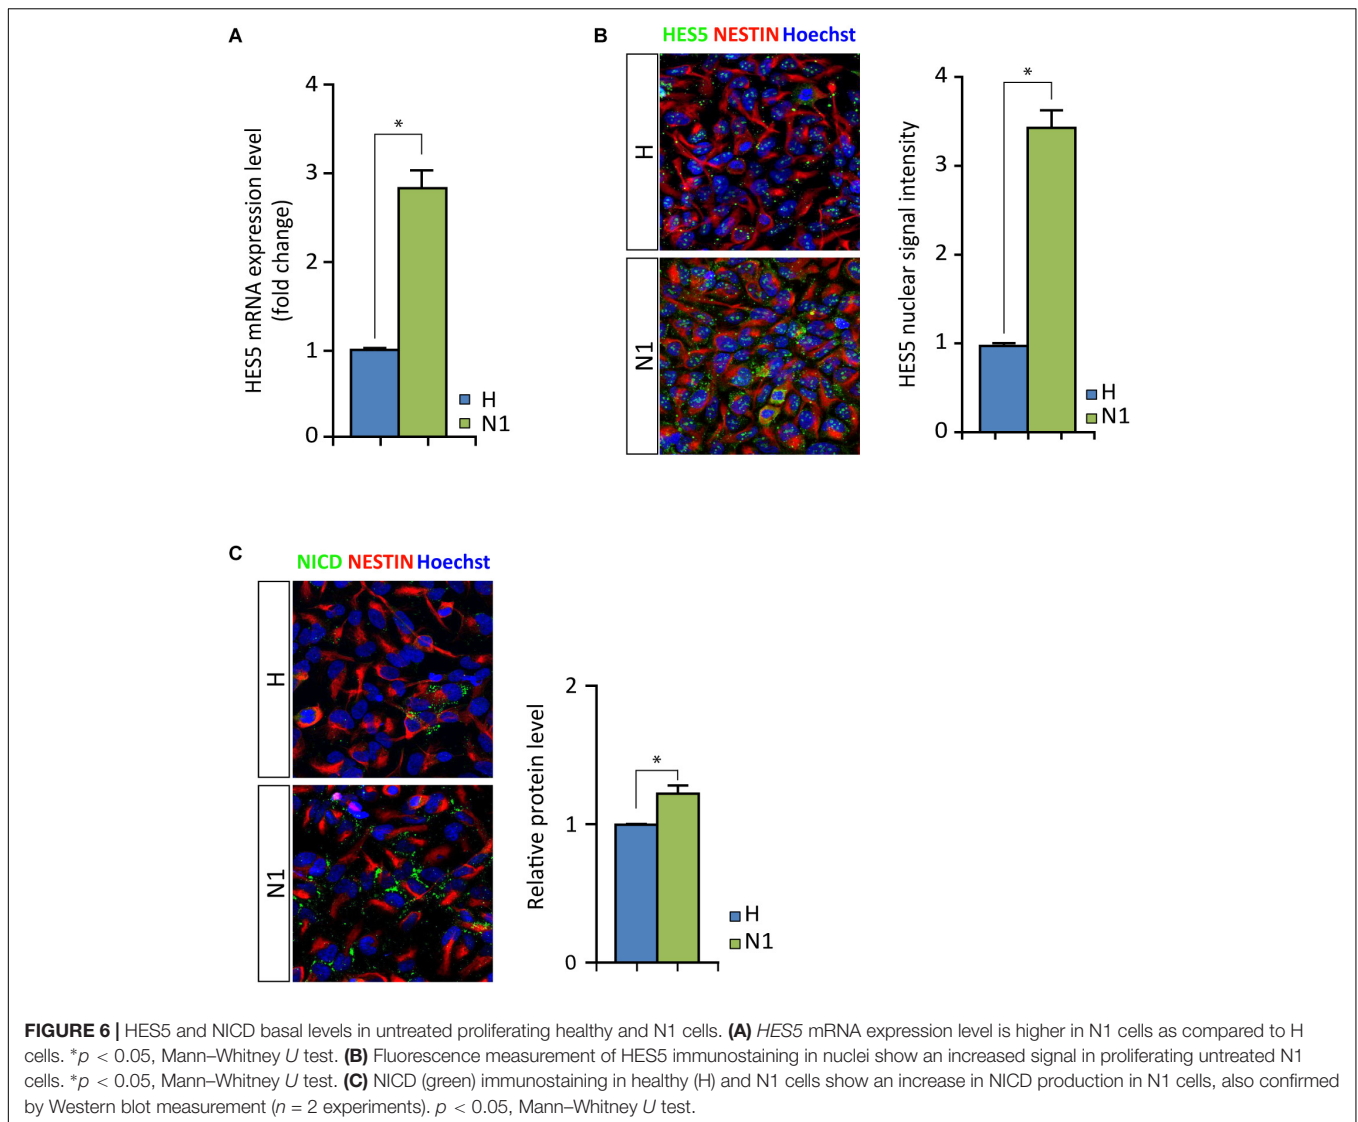 A
HES5 mRNA expression level
(fold change)
4
3
2
1
0
*
H
N1
B
HES5 NESTIN Hoechst
H
N1
HES5 nuclear signal intensity
4
3
2
1
0
*
H
N1
C
NICD NESTIN Hoechst
H
N1
Relative protein level
2
1
0
*
H
N1
FIGURE 6 | HES5 and NICD basal levels in untreated proliferating healthy and N1 cells. (A) HES5 mRNA expression level is higher in N1 cells as compared to H
cells. *p < 0.05, Mann–Whitney U test. (B) Fluorescence measurement of HES5 immunostaining in nuclei show an increased signal in proliferating untreated N1
cells. *p < 0.05, Mann–Whitney U test. (C) NICD (green) immunostaining in healthy (H) and N1 cells show an increase in NICD production in N1 cells, also confirmed
by Western blot measurement (n = 2 experiments). p < 0.05, Mann–Whitney U test.